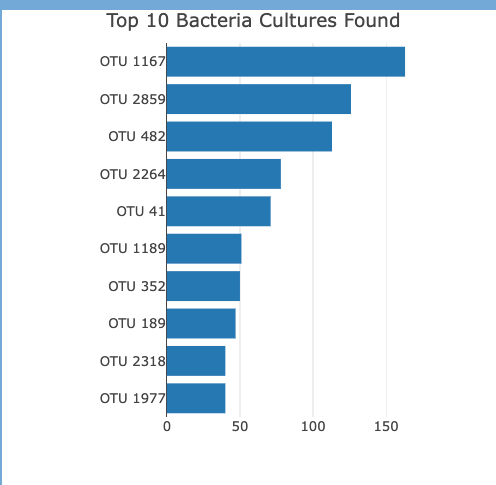 Top 10 Bacteria Cultures Found
OTU 1167
OTU 2859
OTU 482
OTU 2264
OTU 41
OTU 1189
OTU 352
OTU 189
OTU 2318
OTU 1977
0 50 100 150